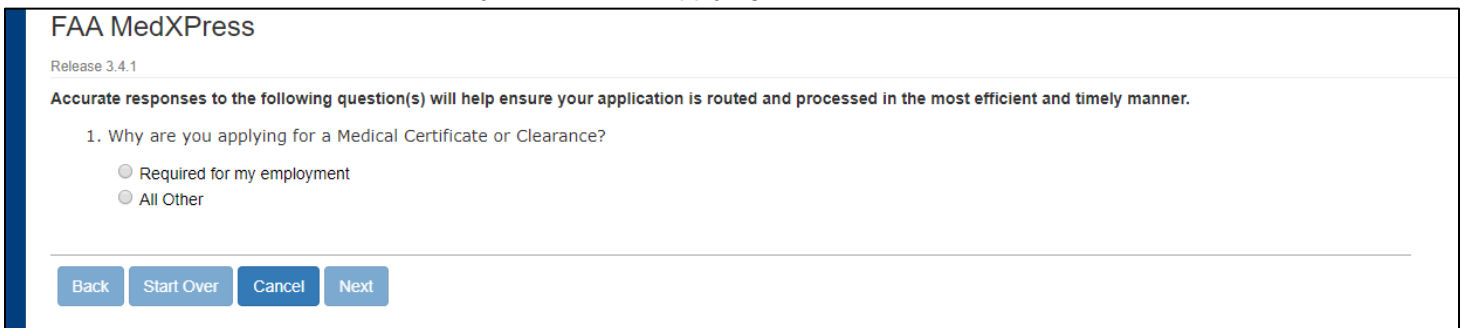 FAA MedXPress
Release 3.4.1
Accurate responses to the following question(s) will help ensure your application is routed and processed in the most efficient and timely manner.
1. Why are you applying for a Medical Certificate or Clearance?
Required for my employment
All Other
Back Start Over Cancel Next